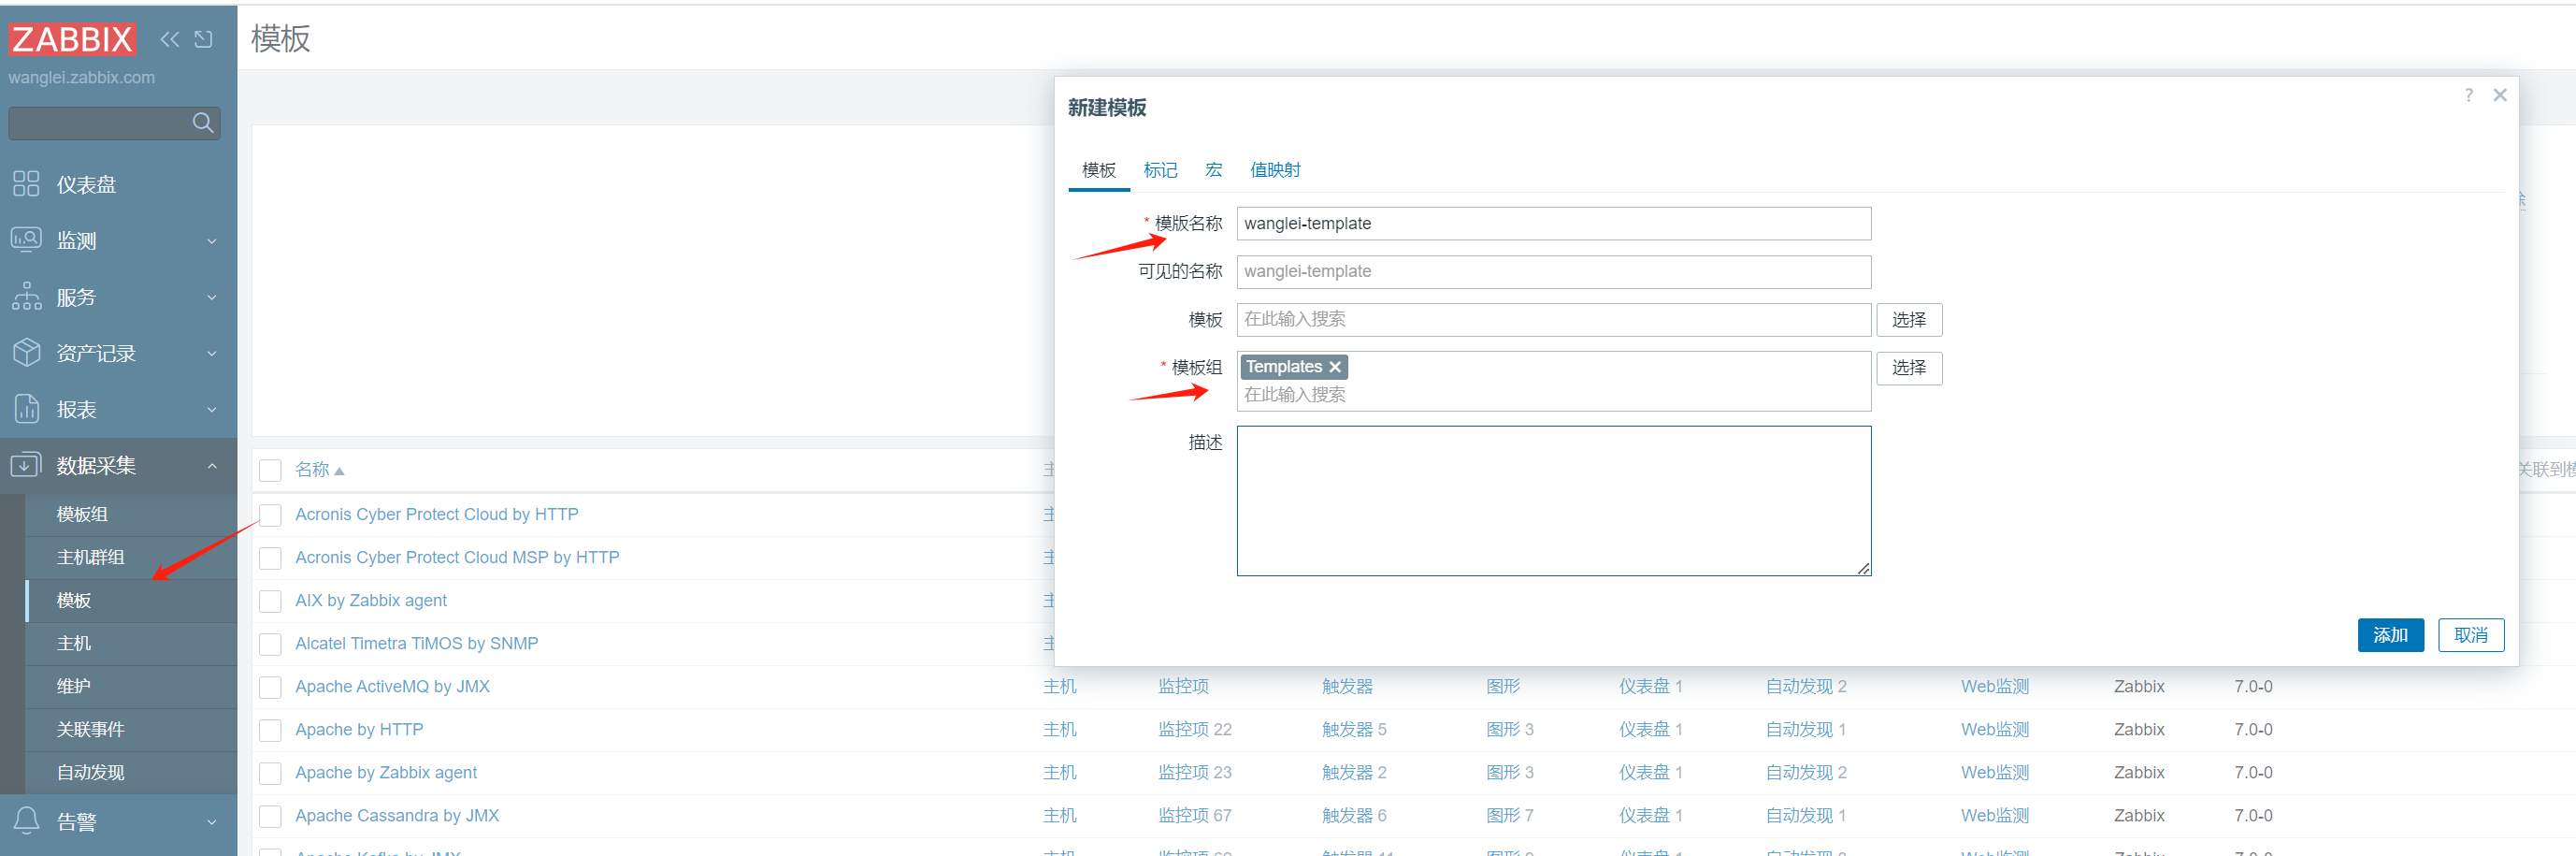 ZABBIX
wanglei.zabbix.com
仪表盘
监测
服务
资产记录
报表
数据采集
模板组
主机群组
模板
主机
维护
关联事件
自动发现
告警
模板
新建模板
?
模板 标记 宏 值映射
* 模版名称 wanglei-template
可见的名称 wanglei-template
模板 在此输入搜索 选择
* 模板组 Templates 选择
在此输入搜索
描述
添加 取消
名称 关联到
Acronis Cyber Protect Cloud by HTTP
Acronis Cyber Protect Cloud MSP by HTTP
AIX by Zabbix agent
Alcatel Timetra TiMOS by SNMP
Apache ActiveMQ by JMX 主机 监控项 触发器 图形 仪表盘 1 自动发现 2 Web监测 Zabbix 7.0-0
Apache by HTTP 主机 监控项 22 触发器 5 图形 3 仪表盘 1 自动发现 1 Web监测 Zabbix 7.0-0
Apache by Zabbix agent 主机 监控项 23 触发器 2 图形 3 仪表盘 1 自动发现 2 Web监测 Zabbix 7.0-0
Apache Cassandra by JMX 主机 监控项 67 触发器 6 图形 7 仪表盘 1 自动发现 1 Web监测 Zabbix 7.0-0